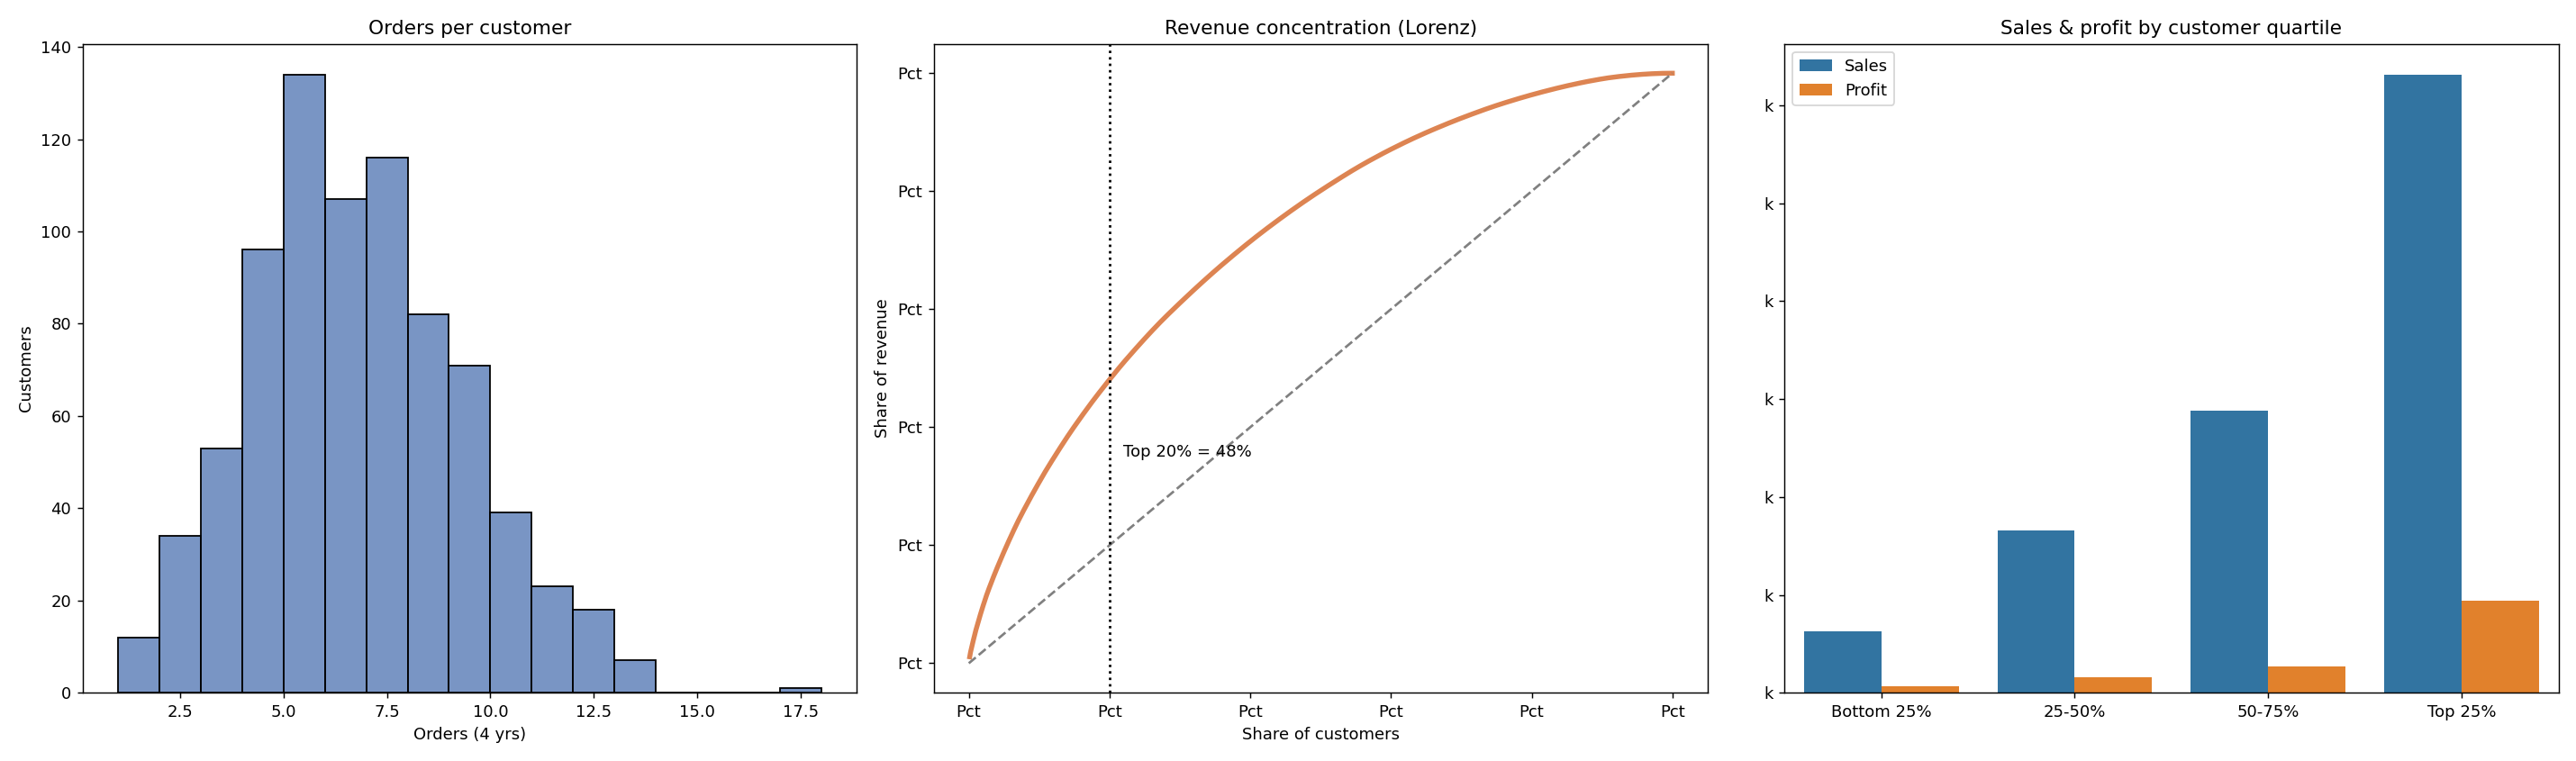 Orders per customer
140
120
100
80
60
40
20
0
Customers
2.5 5.0 7.5 10.0 12.5 15.0 17.5
Orders (4 yrs)
Revenue concentration (Lorenz)
Pct
Pct
Pct
Pct
Pct
Pct
Share of revenue
Top 20% = 48%
Pct Pct Pct Pct Pct Pct
Share of customers
Sales & profit by customer quartile
Sales
Profit
k
k
k
k
k
k
k
Bottom 25% 25-50% 50-75% Top 25%